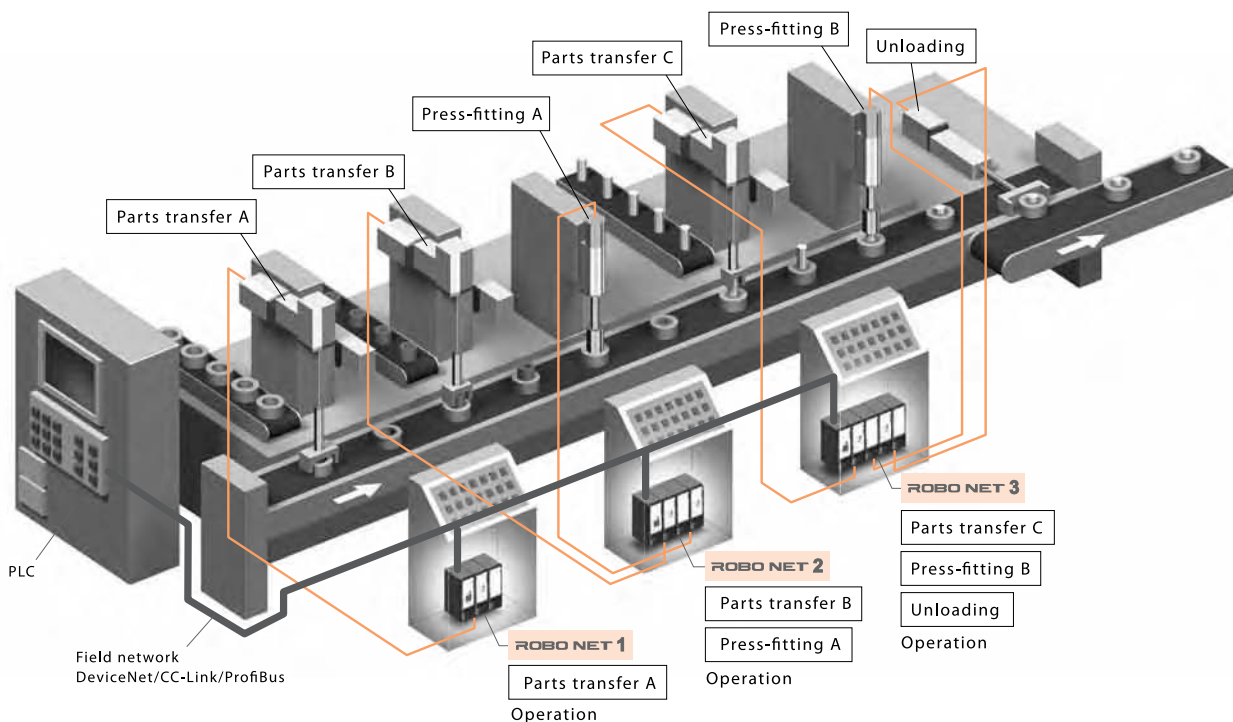 Press-fitting B
Unloading
Parts transfer C
Press-fitting A
Parts transfer B
Parts transfer A
PLC
Field network
DeviceNet/CC-Link/ProfiBus
ROBO NET 1
Parts transfer A
Operation
ROBO NET 2
Parts transfer B
Press-fitting A
Operation
ROBO NET 3
Parts transfer C
Press-fitting B
Unloading
Operation